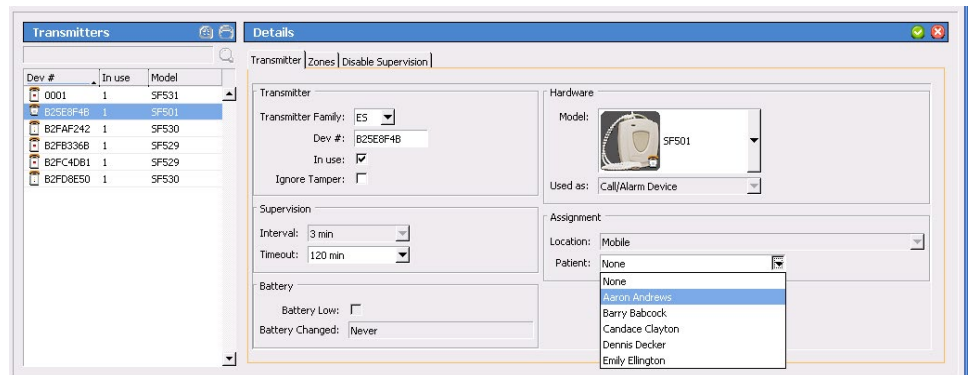 Transmitters
Dev # In use Model
0001 1 SF531
B25E8F4B 1 SF501
B2FAF242 1 SF530
B2FB336B 1 SF529
B2FC4DB1 1 SF529
B2FD8E50 1 SF530
Details
Transmitter Zones Disable Supervision
Transmitter
Transmitter Family: ES
Dev #: B25E8F4B
In use:
Ignore Tamper:
Supervision
Interval: 3 min
Timeout: 120 min
Battery
Battery Low:
Battery Changed: Never
Hardware
Model: SF501
Used as: Call/Alarm Device
Assignment
Location: Mobile
Patient: None
None
Aaron Andrews
Barry Babcock
Candace Clayton
Dennis Decker
Emily Ellington